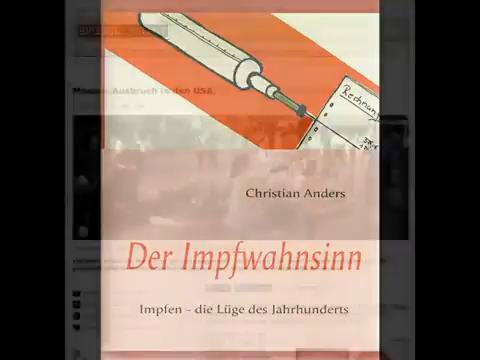 Masern-Ausbruch in den USA.
Rechnung
Christian Anders
Der Impfwahnsinn
Impfen – die Lüge des Jahrhunderts